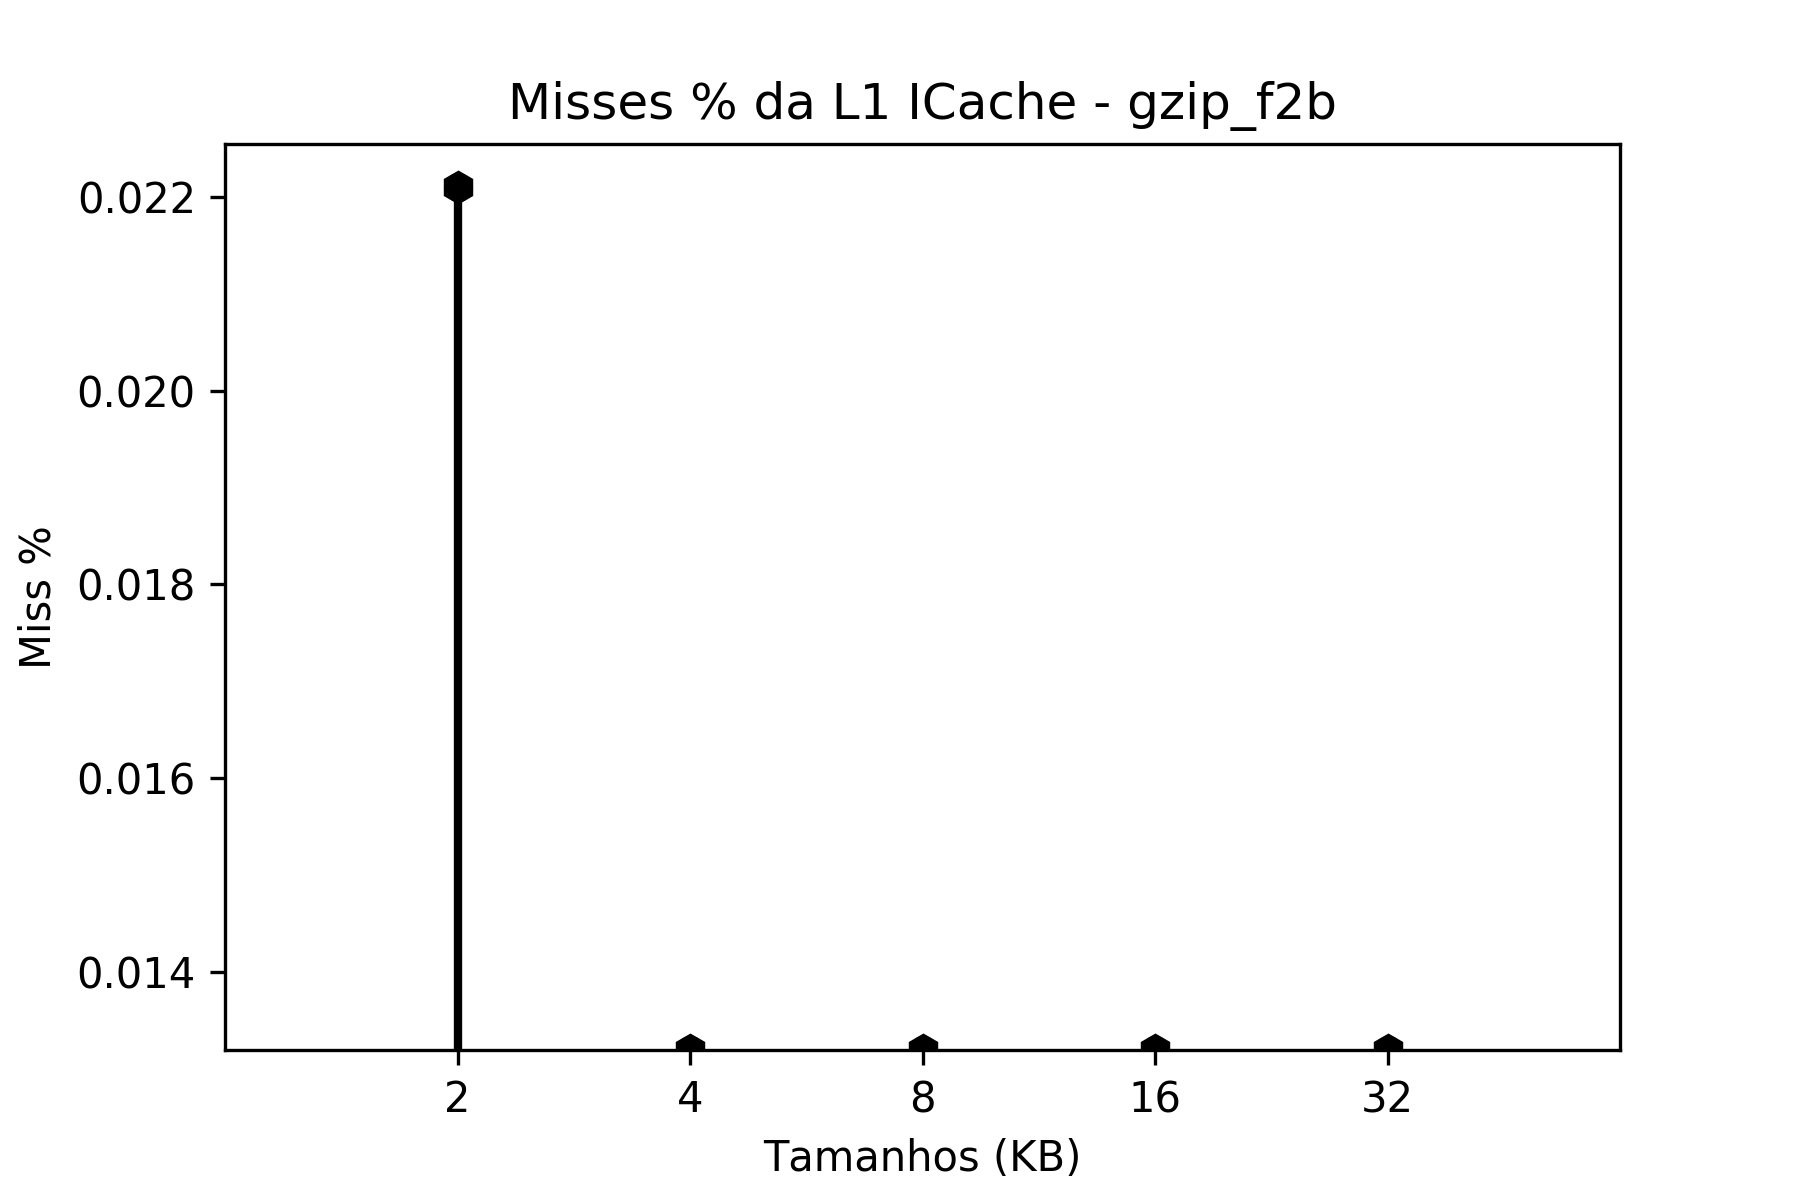 Misses % da L1 ICache - gzip_f2b
0.022
0.020
0.018
0.016
0.014
Miss %
2 4 8 16 32
Tamanhos (KB)